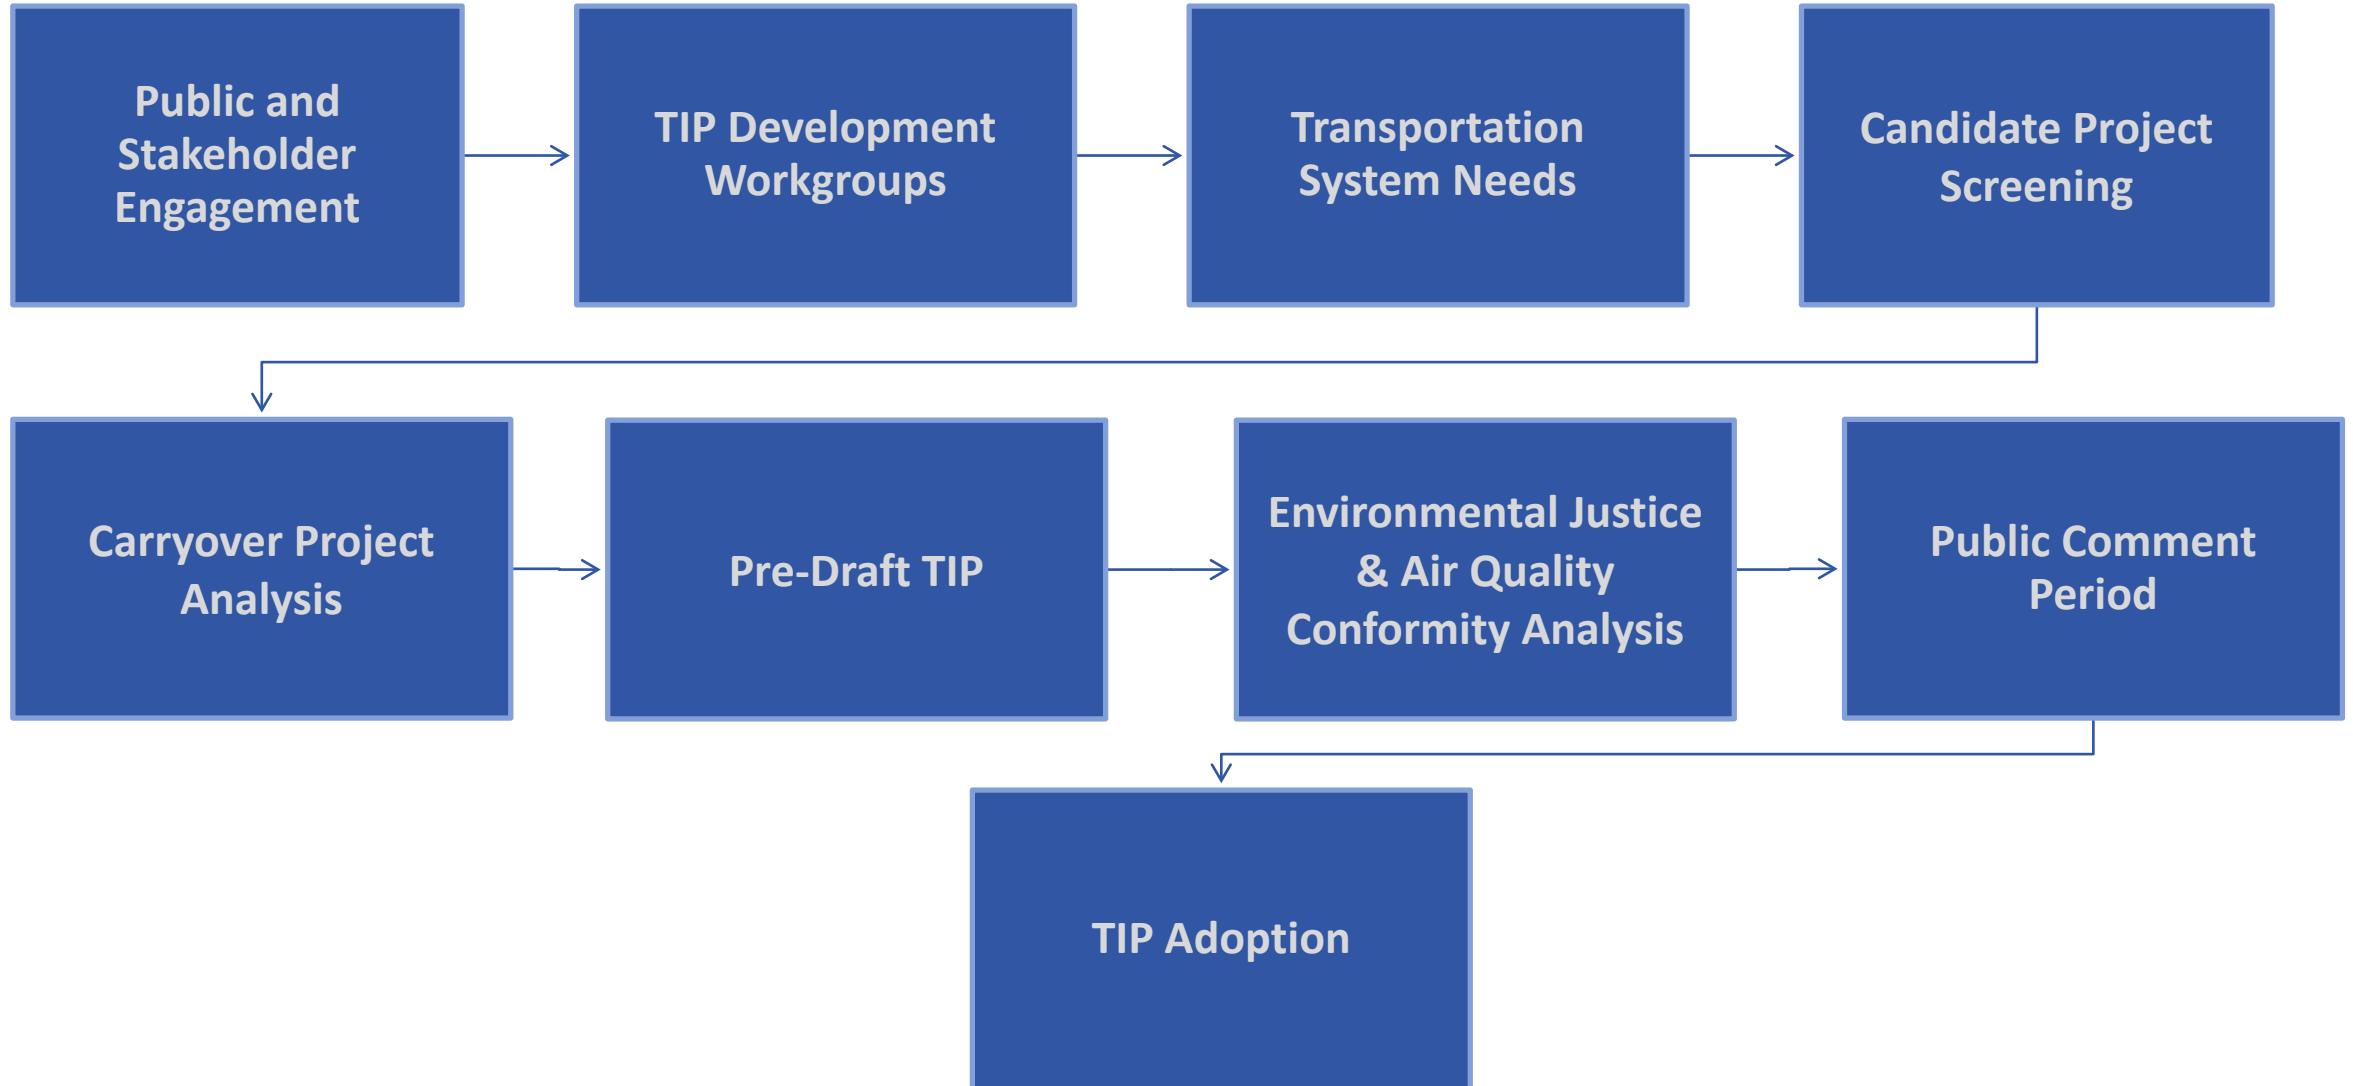 Public and
Stakeholder
Engagement
TIP Development
Workgroups
Transportation
System Needs
Candidate Project
Screening
Carryover Project
Analysis
Pre-Draft TIP
Environmental Justice
& Air Quality
Conformity Analysis
Public Comment
Period
TIP Adoption